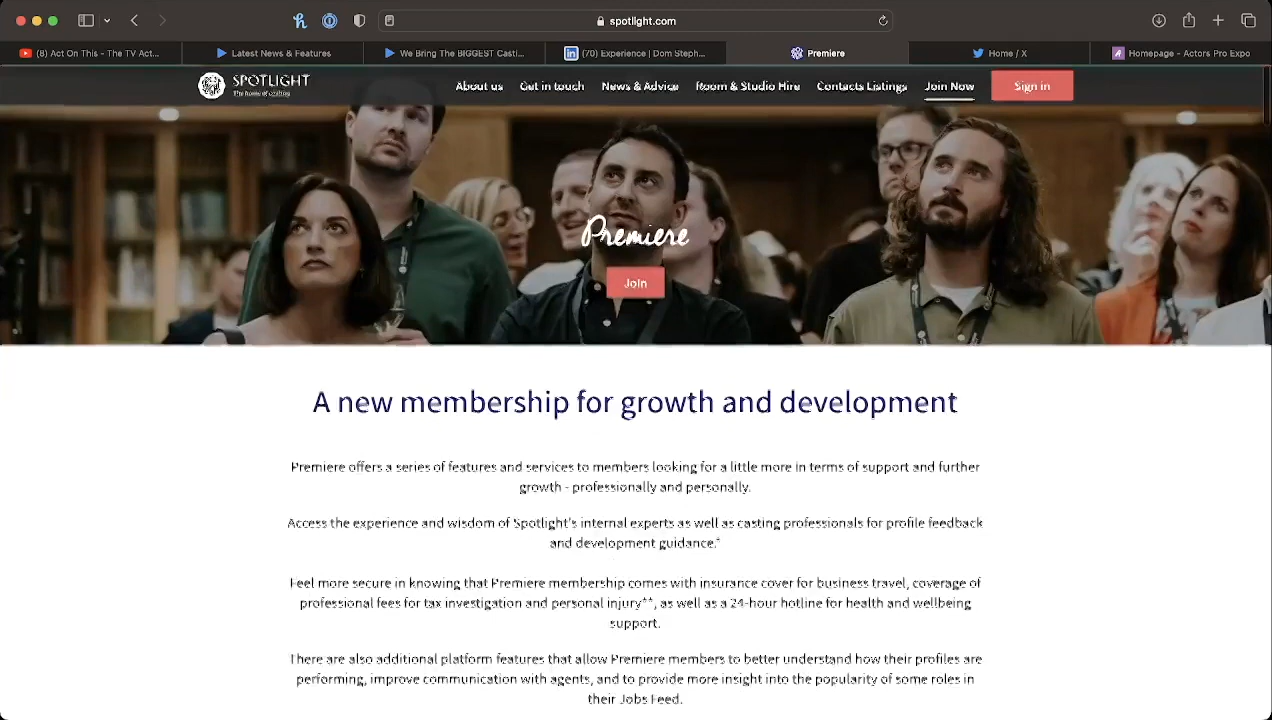 spotlight.com
(8) Act On This - The TV Act...
Latest News & Features
We Bring The BIGGEST Casti...
(70) Experience | Dom Steph...
Premiere
Home / X
Homepage - Actors Pro Expo
SPOTLIGHT
The home of casting
About us
Get in touch
News & Advice
Room & Studio Hire
Contacts Listings
Join Now
Sign in
Premiere
Join
A new membership for growth and development
Premiere offers a series of features and services to members looking for a little more in terms of support and further
growth - professionally and personally.
Access the experience and wisdom of Spotlight's internal experts as well as casting professionals for profile feedback
and development guidance.*
Feel more secure in knowing that Premiere membership comes with insurance cover for business travel, coverage of
professional fees for tax investigation and personal injury**, as well as a 24-hour hotline for health and wellbeing
support.
There are also additional platform features that allow Premiere members to better understand how their profiles are
performing, improve communication with agents, and to provide more insight into the popularity of some roles in
their Jobs Feed.